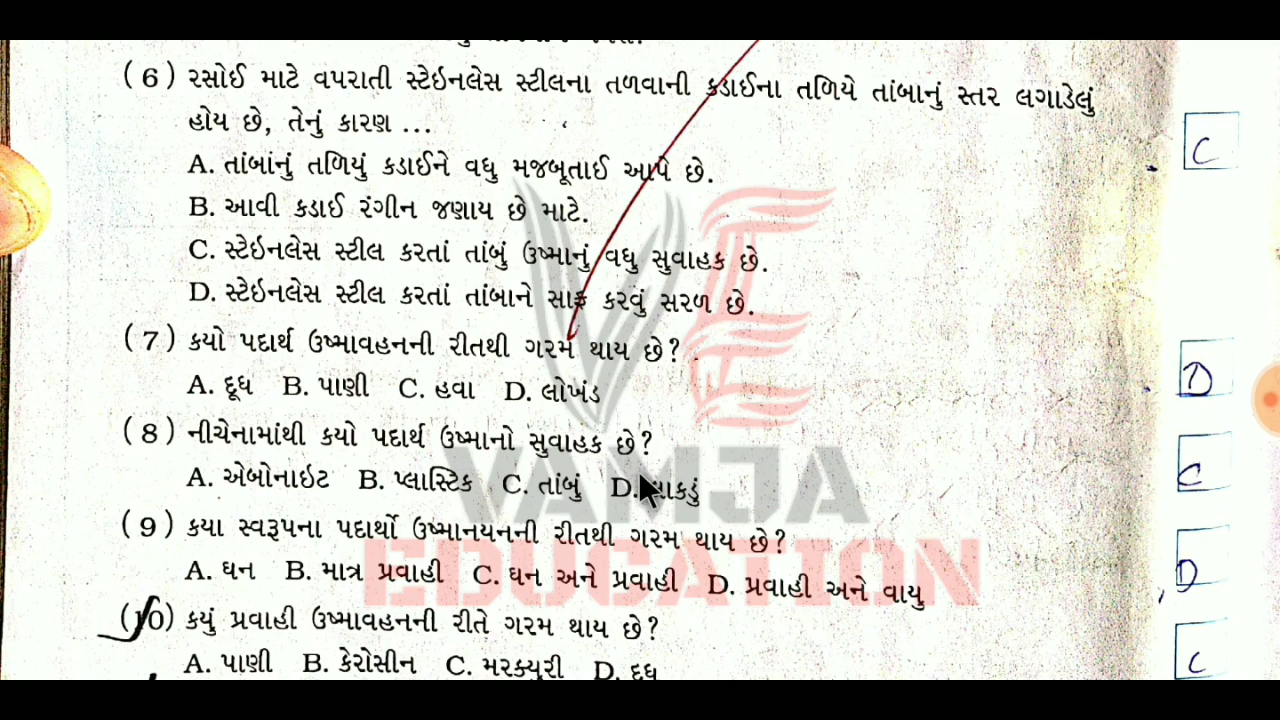 ( 6 ) રસોઈ માટે વપરાતી સ્ટેઇનલેસ સ્ટીલના તળવાની કડાઈના તળિયે તાંબાનું સ્તર લગાડેલું
હોય છે, તેનું કારણ ...
C
A. તાંબાંનું તળિયું કડાઈને વધુ મજબૂતાઈ આપે છે.
B. આવી કડાઈ રંગીન જણાય છે માટે.
C. સ્ટેઇનલેસ સ્ટીલ કરતાં તાંબું ઉષ્માનું વધુ સુવાહક છે.
D. સ્ટેઇનલેસ સ્ટીલ કરતાં તાંબાને સાફ કરવું સરળ છે.
( 7 ) કયો પદાર્થ ઉષ્માવહનની રીતથી ગરમ થાય છે?
D
A. દૂધ B. પાણી C. હવા D. લોખંડ
( 8 ) નીચેનામાંથી કયો પદાર્થ ઉષ્માનો સુવાહક છે?
C
A. એબોનાઇટ B. પ્લાસ્ટિક C. તાંબું D.
( 9 ) કયા સ્વરૂપના પદાર્થો ઉષ્માનયનની રીતથી ગરમ થાય છે?
D
A. ઘન B. માત્ર પ્રવાહી C. ઘન અને પ્રવાહી D. પ્રવાહી અને વાયુ
(10) કયું પ્રવાહી ઉષ્માવહનની રીતે ગરમ થાય છે?
C
A. પાણી B. કેરોસીન C. મરક્યુરી D. દૂધ
VAMJA
EDUCATION